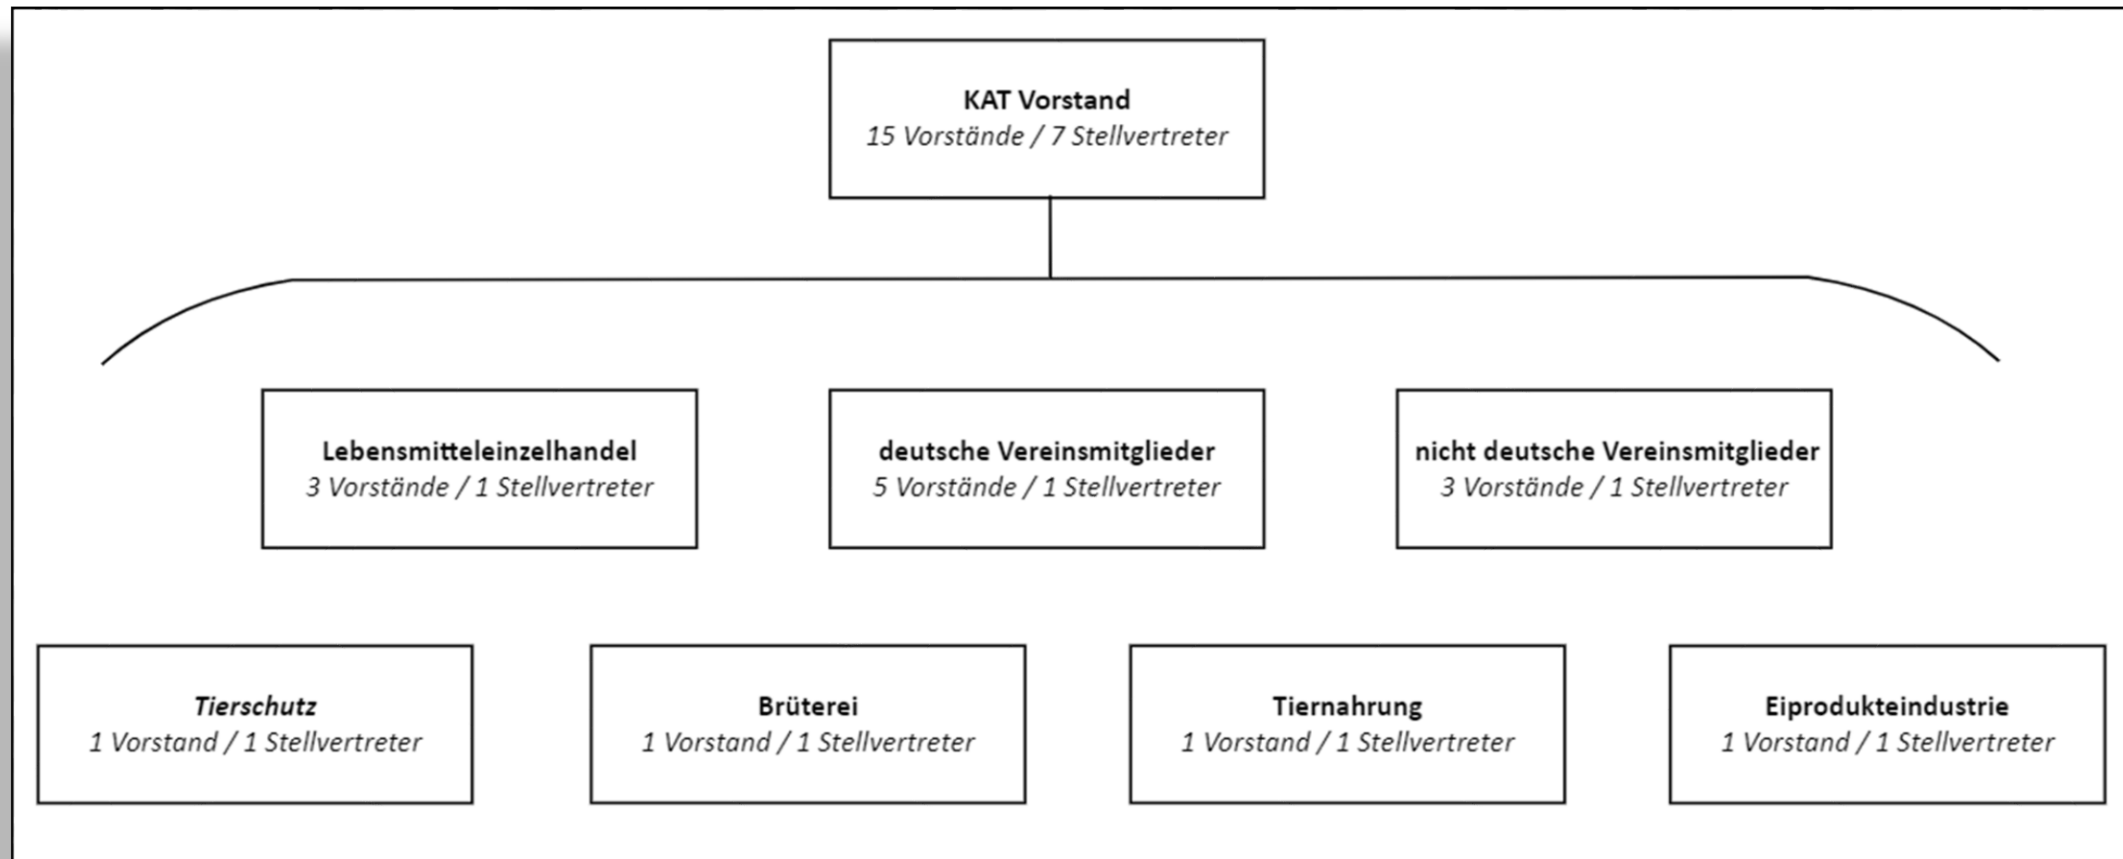 KAT Vorstand
15 Vorstände / 7 Stellvertreter
Lebensmitteleinzelhandel
3 Vorstände / 1 Stellvertreter
deutsche Vereinsmitglieder
5 Vorstände / 1 Stellvertreter
nicht deutsche Vereinsmitglieder
3 Vorstände / 1 Stellvertreter
Tierschutz
1 Vorstand / 1 Stellvertreter
Brüterei
1 Vorstand / 1 Stellvertreter
Tiernahrung
1 Vorstand / 1 Stellvertreter
Eiprodukteindustrie
1 Vorstand / 1 Stellvertreter